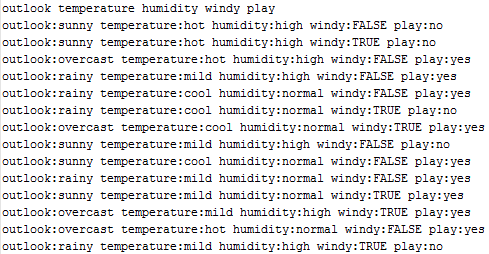 outlook temperature humidity windy play
outlook:sunny temperature:hot humidity:high windy:FALSE play:no
outlook:sunny temperature:hot humidity:high windy:TRUE play:no
outlook:overcast temperature:hot humidity:high windy:FALSE play:yes
outlook:rainy temperature:mild humidity:high windy:FALSE play:yes
outlook:rainy temperature:cool humidity:normal windy:FALSE play:yes
outlook:rainy temperature:cool humidity:normal windy:TRUE play:no
outlook:overcast temperature:cool humidity:normal windy:TRUE play:yes
outlook:sunny temperature:mild humidity:high windy:FALSE play:no
outlook:sunny temperature:cool humidity:normal windy:FALSE play:yes
outlook:rainy temperature:mild humidity:normal windy:FALSE play:yes
outlook:sunny temperature:mild humidity:normal windy:TRUE play:yes
outlook:overcast temperature:mild humidity:high windy:TRUE play:yes
outlook:overcast temperature:hot humidity:normal windy:FALSE play:yes
outlook:rainy temperature:mild humidity:high windy:TRUE play:no